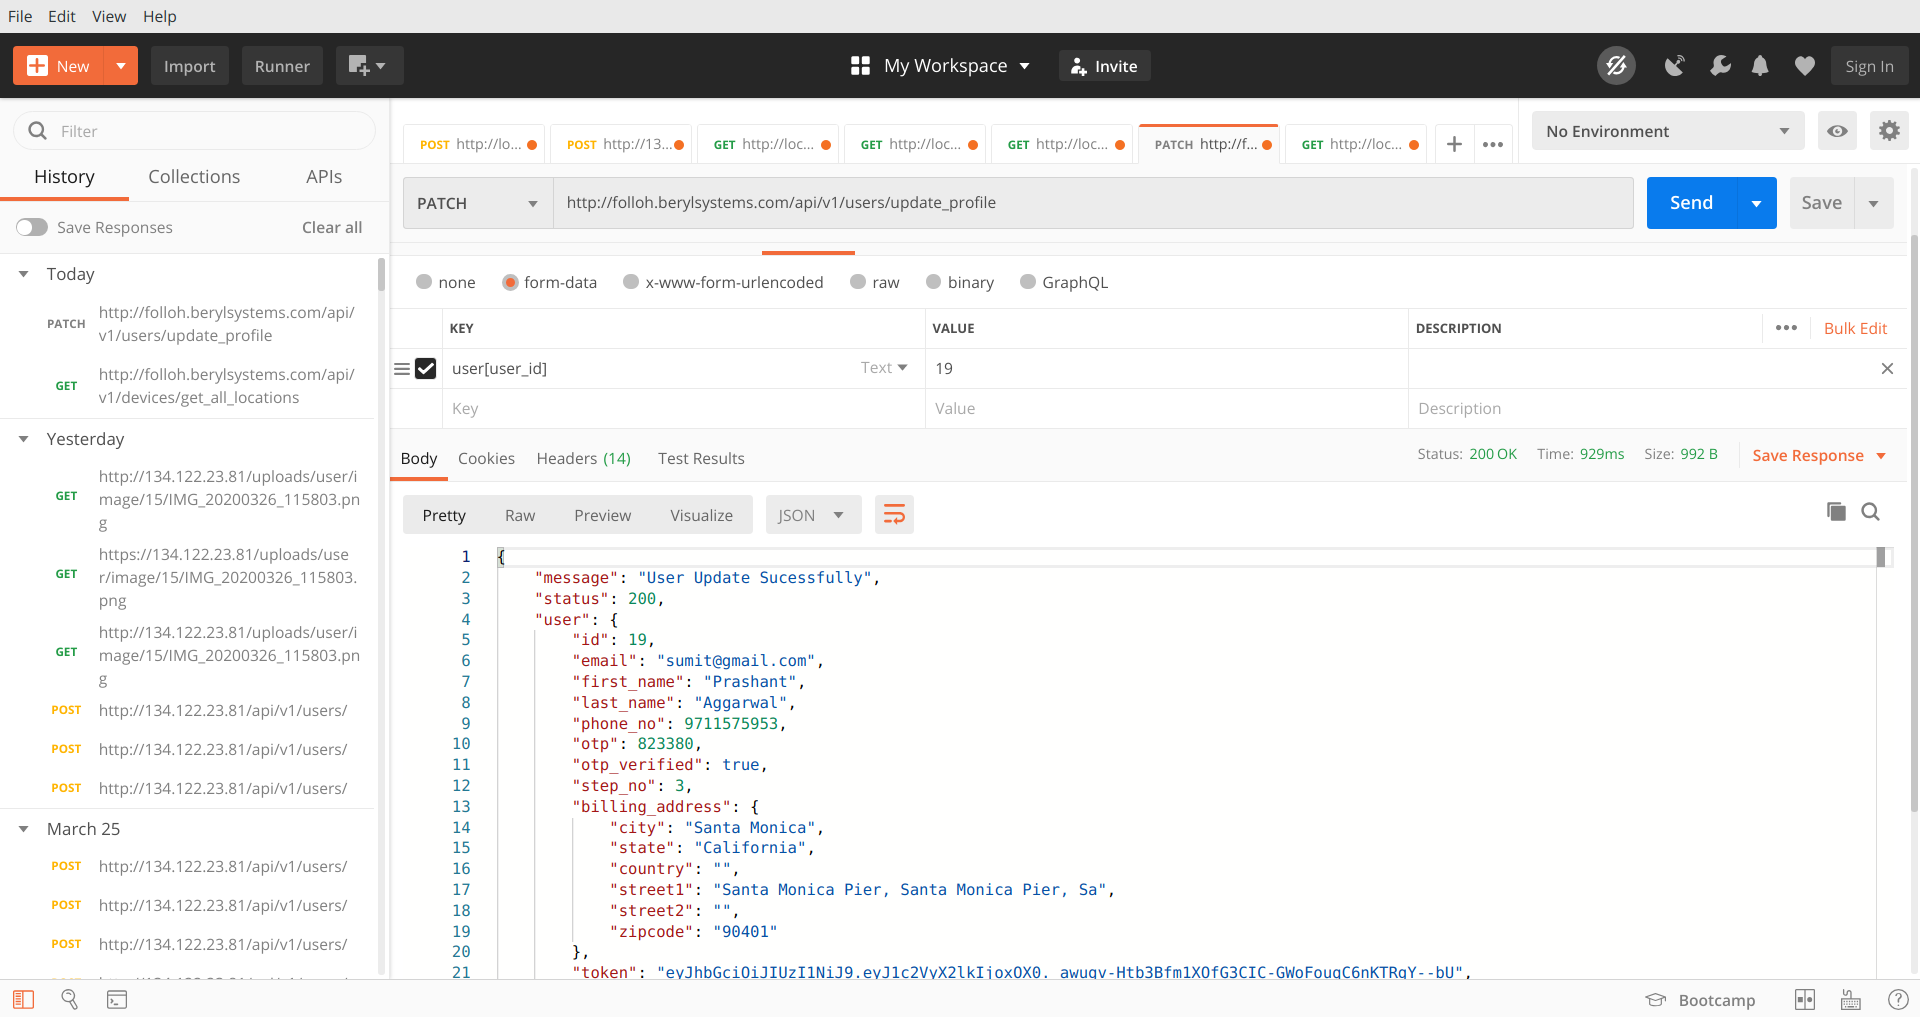 File Edit View Help
New Import Runner My Workspace Invite Sign In
Filter
History Collections APIs
Save Responses Clear all
Today
PATCH http://folloh.berylsystems.com/api/
v1/users/update_profile
GET http://folloh.berylsystems.com/api/
v1/devices/get_all_locations
Yesterday
GET http://134.122.23.81/uploads/user/i
mage/15/IMG_20200326_115803.pn
g
GET https://134.122.23.81/uploads/use
r/image/15/IMG_20200326_115803.
png
GET http://134.122.23.81/uploads/user/i
mage/15/IMG_20200326_115803.pn
g
POST http://134.122.23.81/api/v1/users/
POST http://134.122.23.81/api/v1/users/
POST http://134.122.23.81/api/v1/users/
March 25
POST http://134.122.23.81/api/v1/users/
POST http://134.122.23.81/api/v1/users/
POST http://134.122.23.81/api/v1/users/
POST http://lo... POST http://13... GET http://loc... GET http://loc... GET http://loc... PATCH http://f... GET http://loc... + ••• No Environment
PATCH http://folloh.berylsystems.com/api/v1/users/update_profile Send Save
none form-data x-www-form-urlencoded raw binary GraphQL
KEY VALUE DESCRIPTION ••• Bulk Edit
user[user_id] Text 19
Key Value Description
Body Cookies Headers (14) Test Results Status: 200 OK Time: 929ms Size: 992 B Save Response
Pretty Raw Preview Visualize JSON
1 {
2 "message": "User Update Sucessfully",
3 "status": 200,
4 "user": {
5 "id": 19,
6 "email": "sumit@gmail.com",
7 "first_name": "Prashant",
8 "last_name": "Aggarwal",
9 "phone_no": 9711575953,
10 "otp": 823380,
11 "otp_verified": true,
12 "step_no": 3,
13 "billing_address": {
14 "city": "Santa Monica",
15 "state": "California",
16 "country": "",
17 "street1": "Santa Monica Pier, Santa Monica Pier, Sa",
18 "street2": "",
19 "zipcode": "90401"
20 },
21 "token":
Bootcamp